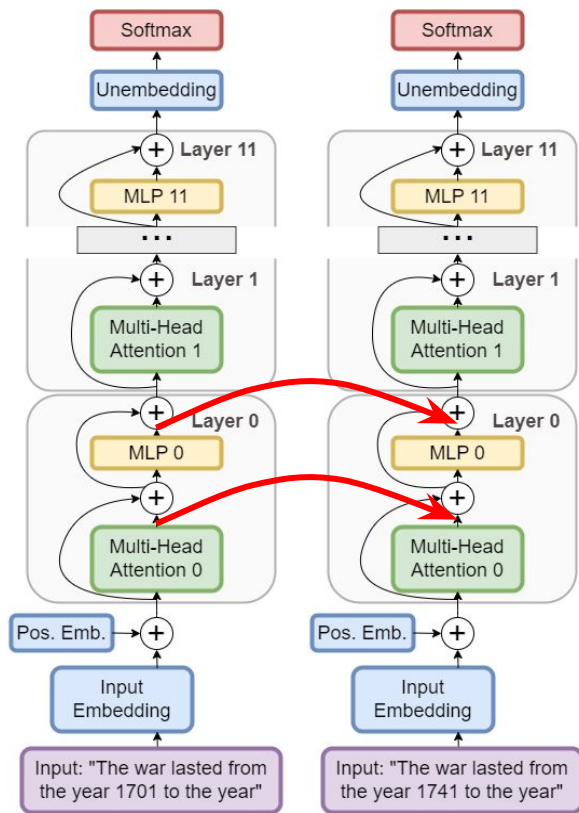 Softmax
Unembedding
Layer 11
MLP 11
...
Layer 1
Multi-Head
Attention 1
Layer 0
MLP 0
Multi-Head
Attention 0
Pos. Emb.
Input
Embedding
Input: "The war lasted from
the year 1701 to the year"
Softmax
Unembedding
Layer 11
MLP 11
...
Layer 1
Multi-Head
Attention 1
Layer 0
MLP 0
Multi-Head
Attention 0
Pos. Emb.
Input
Embedding
Input: "The war lasted from
the year 1741 to the year"